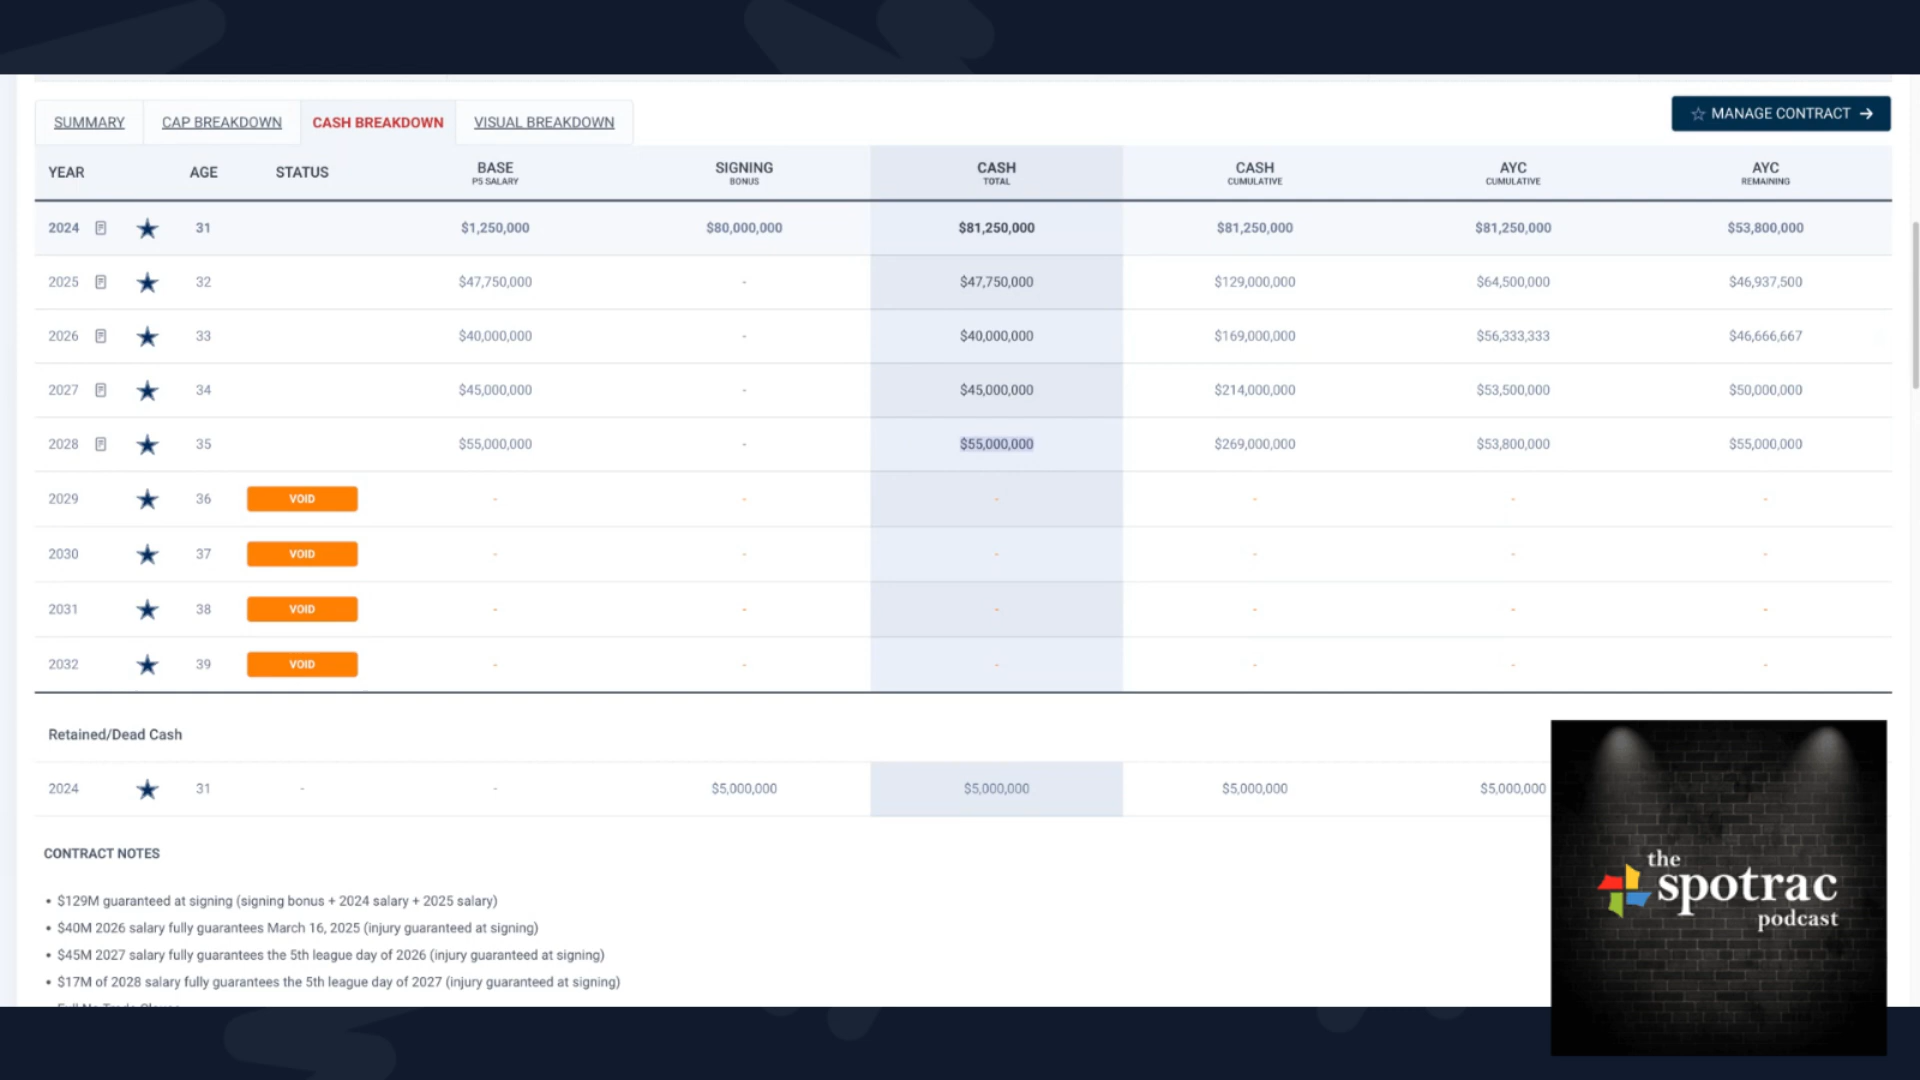 SUMMARY CAP BREAKDOWN CASH BREAKDOWN VISUAL BREAKDOWN
☆ MANAGE CONTRACT →
YEAR AGE STATUS BASE SIGNING CASH CASH AYC AYC
P5 SALARY BONUS TOTAL CUMULATIVE CUMULATIVE REMAINING
2024 31 $1,250,000 $80,000,000 $81,250,000 $81,250,000 $81,250,000 $53,800,000
2025 32 $47,750,000 - $47,750,000 $129,000,000 $64,500,000 $46,937,500
2026 33 $40,000,000 - $40,000,000 $169,000,000 $56,333,333 $46,666,667
2027 34 $45,000,000 - $45,000,000 $214,000,000 $53,500,000 $50,000,000
2028 35 $55,000,000 - $55,000,000 $269,000,000 $53,800,000 $55,000,000
2029 36 VOID - - - - - -
2030 37 VOID - - - - - -
2031 38 VOID - - - - - -
2032 39 VOID - - - - - -
Retained/Dead Cash
2024 31 - - $5,000,000 $5,000,000 $5,000,000 $5,000,000
CONTRACT NOTES
• $129M guaranteed at signing (signing bonus + 2024 salary + 2025 salary)
• $40M 2026 salary fully guarantees March 16, 2025 (injury guaranteed at signing)
• $45M 2027 salary fully guarantees the 5th league day of 2026 (injury guaranteed at signing)
• $17M of 2028 salary fully guarantees the 5th league day of 2027 (injury guaranteed at signing)
the
spotrac
podcast